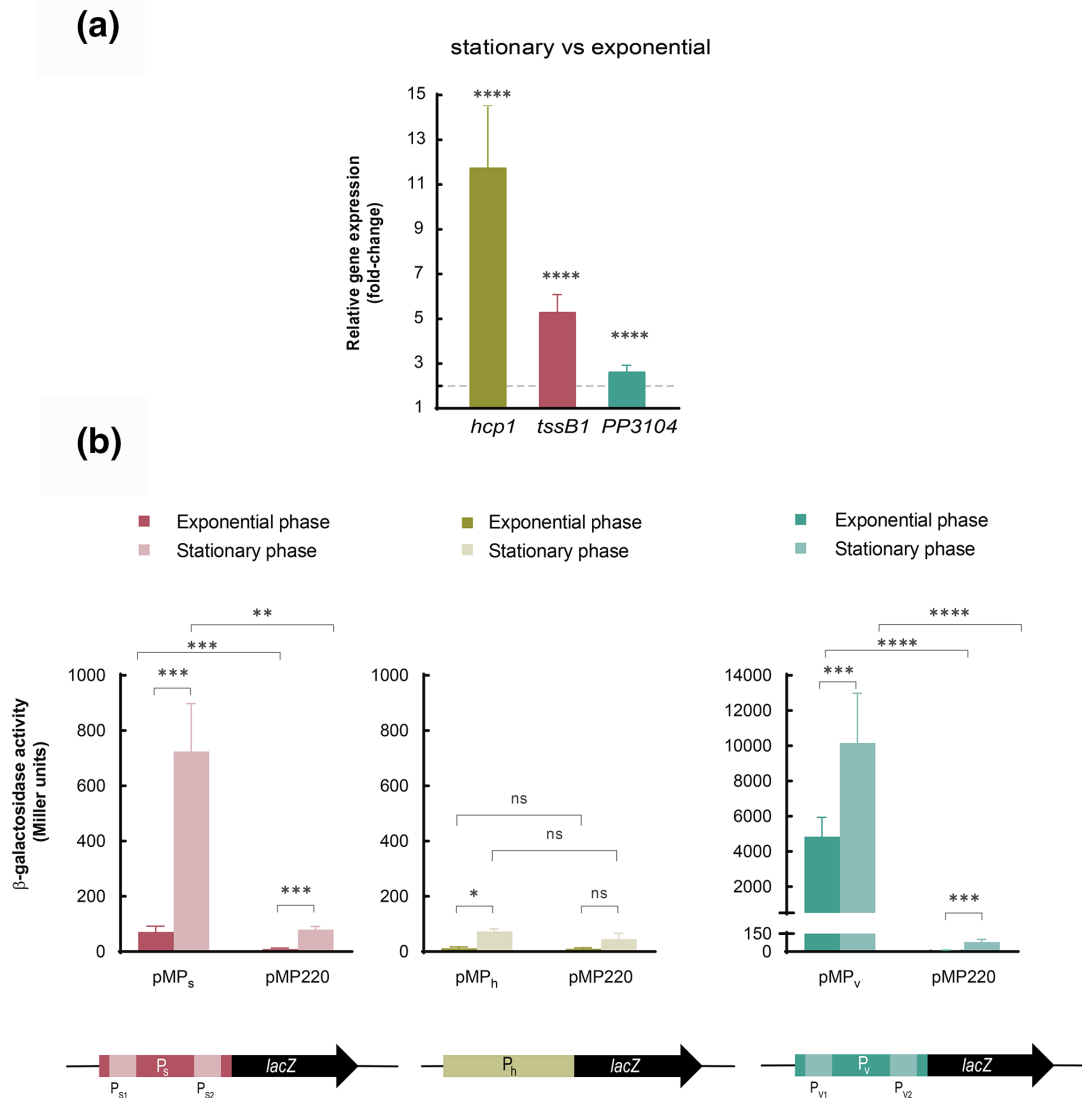 (a)
stationary vs exponential
Relative gene expression
(fold-change)
15
13
11
9
7
5
3
1
****
****
****
hcp1 tssB1 PP3104
(b)
Exponential phase
Stationary phase
Exponential phase
Stationary phase
Exponential phase
Stationary phase
β-galactosidase activity
(Miller units)
**
***
***
***
1000
800
600
400
200
0
pMPs pMP220
ns
ns
*
ns
1000
800
600
400
200
0
pMPh pMP220
****
****
***
***
14000
12000
10000
8000
6000
4000
2000
150
0
pMPv pMP220
Ps lacZ
PS1 PS2
Ph lacZ
Pv lacZ
PV1 PV2